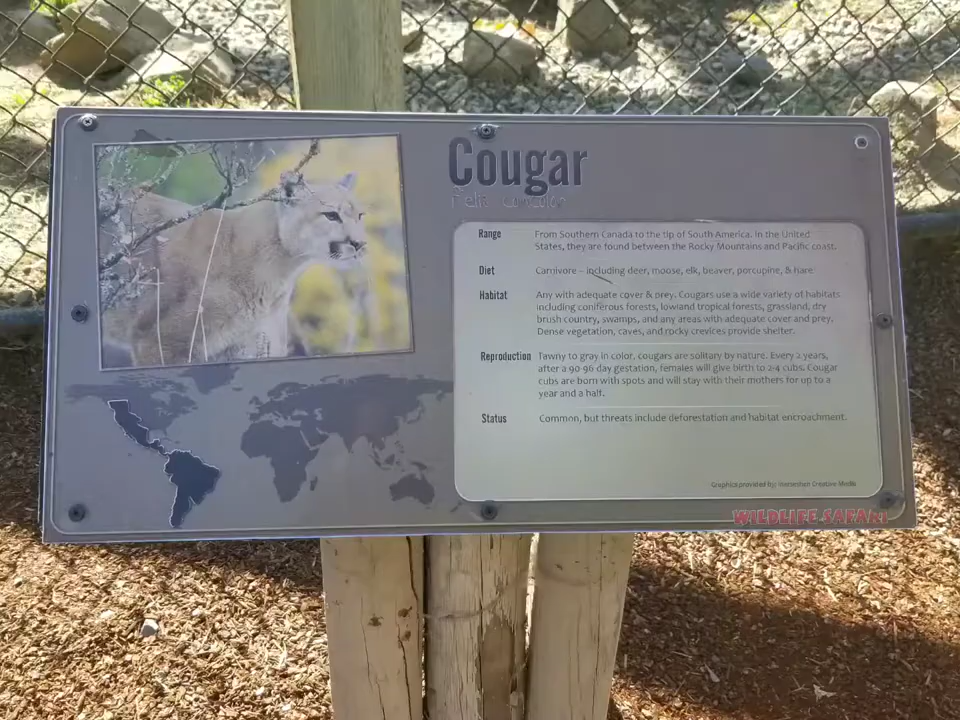 Cougar
Felis concolor
Range From Southern Canada to the tip of South America. In the United
States, they are found between the Rocky Mountains and Pacific coast.
Diet Carnivore – including deer, moose, elk, beaver, porcupine, & hare
Habitat Any with adequate cover & prey. Cougars use a wide variety of habitats
including coniferous forests, lowland tropical forests, grassland, dry
brush country, swamps, and any areas with adequate cover and prey.
Dense vegetation, caves, and rocky crevices provide shelter.
Reproduction Tawny to gray in color, cougars are solitary by nature. Every 2 years,
after a 90-96 day gestation, females will give birth to 2-4 cubs. Cougar
cubs are born with spots and will stay with their mothers for up to a
year and a half.
Status Common, but threats include deforestation and habitat encroachment.
Graphics provided by: Horseshoe Creative Media
WILDLIFE SAFARI